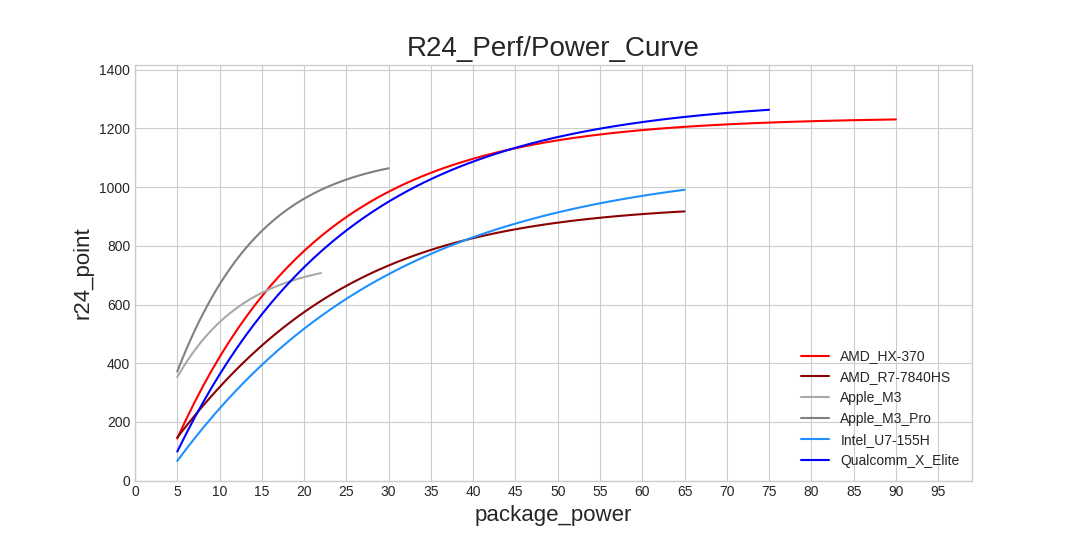 R24_Perf/Power_Curve
r24_point
1400
1200
1000
800
600
400
200
0
AMD_HX-370
AMD_R7-7840HS
Apple_M3
Apple_M3_Pro
Intel_U7-155H
Qualcomm_X_Elite
0 5 10 15 20 25 30 35 40 45 50 55 60 65 70 75 80 85 90 95
package_power